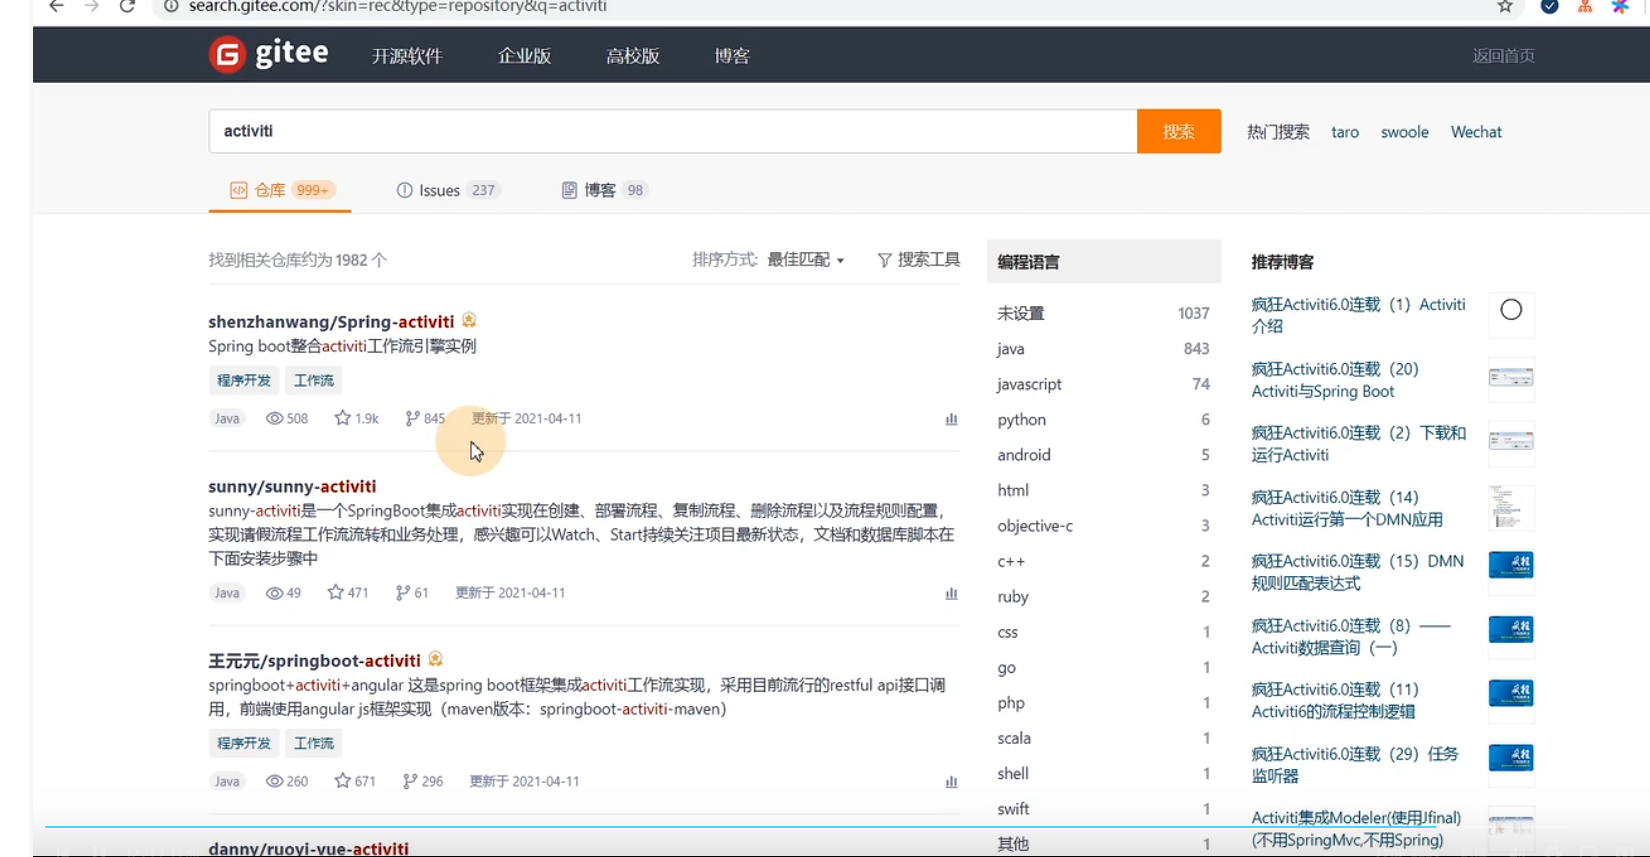 search.gitee.com/?skin=rec&type=repository&q=activiti
gitee 开源软件 企业版 高校版 博客 返回首页
activiti 搜索 热门搜索 taro swoole Wechat
仓库 999+ Issues 237 博客 98
找到相关仓库约为 1982 个 排序方式: 最佳匹配 搜索工具
shenzhanwang/Spring-activiti
Spring boot整合activiti工作流引擎实例
程序开发 工作流
Java 508 1.9k 845 更新于 2021-04-11
sunny/sunny-activiti
sunny-activiti是一个SpringBoot集成activiti实现在创建、部署流程、复制流程、删除流程以及流程规则配置，
实现请假流程工作流流转和业务处理，感兴趣可以Watch、Start持续关注项目最新状态，文档和数据库脚本在
下面安装步骤中
Java 49 471 61 更新于 2021-04-11
王元元/springboot-activiti
springboot+activiti+angular 这是spring boot框架集成activiti工作流实现，采用目前流行的restful api接口调
用，前端使用angular js框架实现（maven版本：springboot-activiti-maven）
程序开发 工作流
Java 260 671 296 更新于 2021-04-11
danny/ruoyi-vue-activiti
编程语言
未设置 1037
java 843
javascript 74
python 6
android 5
html 3
objective-c 3
c++ 2
ruby 2
css 1
go 1
php 1
scala 1
shell 1
swift 1
其他 1
推荐博客
疯狂Activiti6.0连载（1）Activiti
介绍
疯狂Activiti6.0连载（20）
Activiti与Spring Boot
疯狂Activiti6.0连载（2）下载和
运行Activiti
疯狂Activiti6.0连载（14）
Activiti运行第一个DMN应用
疯狂Activiti6.0连载（15）DMN
规则匹配表达式
疯狂Activiti6.0连载（8）——
Activiti数据查询（一）
疯狂Activiti6.0连载（11）
Activiti6的流程控制逻辑
疯狂Activiti6.0连载（29）任务
监听器
Activiti集成Modeler(使用Jfinal)
(不用SpringMvc,不用Spring)